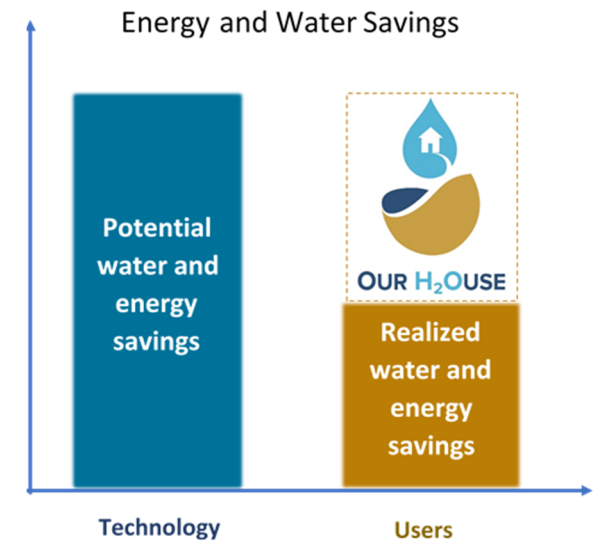 Energy and Water Savings
Potential
water and
energy
savings
OUR H₂OUSE
Realized
water and
energy
savings
Technology
Users